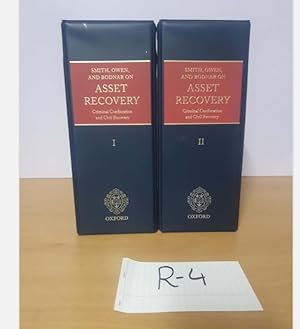 SMITH, OWEN,
AND BODNAR ON
ASSET
RECOVERY
Criminal Confiscation
and Civil Recovery
I
OXFORD
SMITH, OWEN,
AND BODNAR ON
ASSET
RECOVERY
Criminal Confiscation
and Civil Recovery
II
OXFORD
R-4